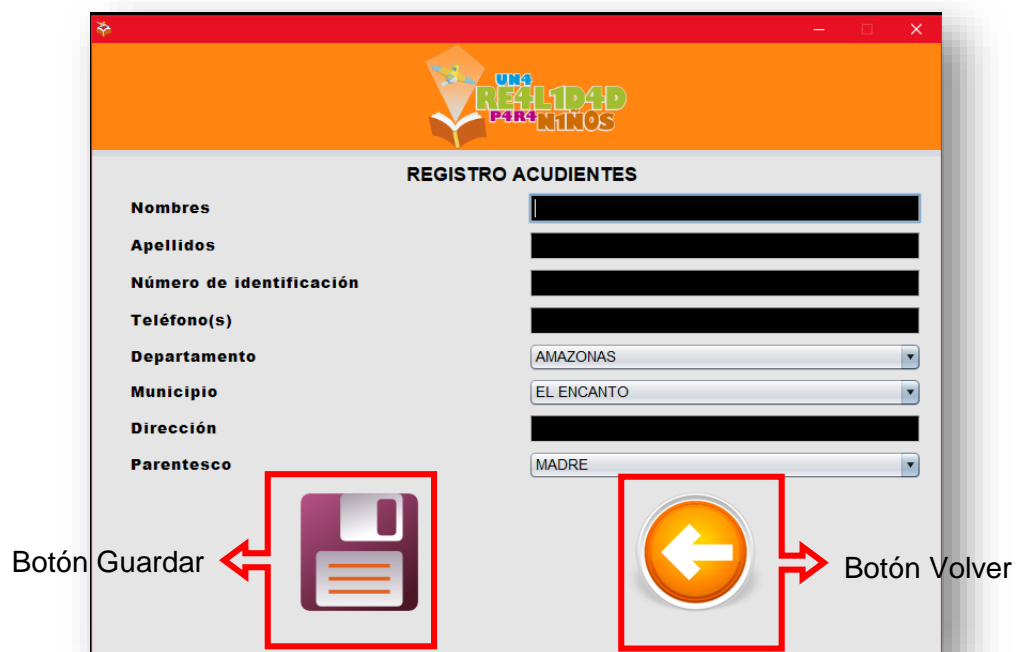 UN4
RE4L1D4D
P4R4 N1ÑOS
REGISTRO ACUDIENTES
Nombres
Apellidos
Número de identificación
Teléfono(s)
Departamento AMAZONAS
Municipio EL ENCANTO
Dirección
Parentesco MADRE
Botón Guardar
Botón Volver